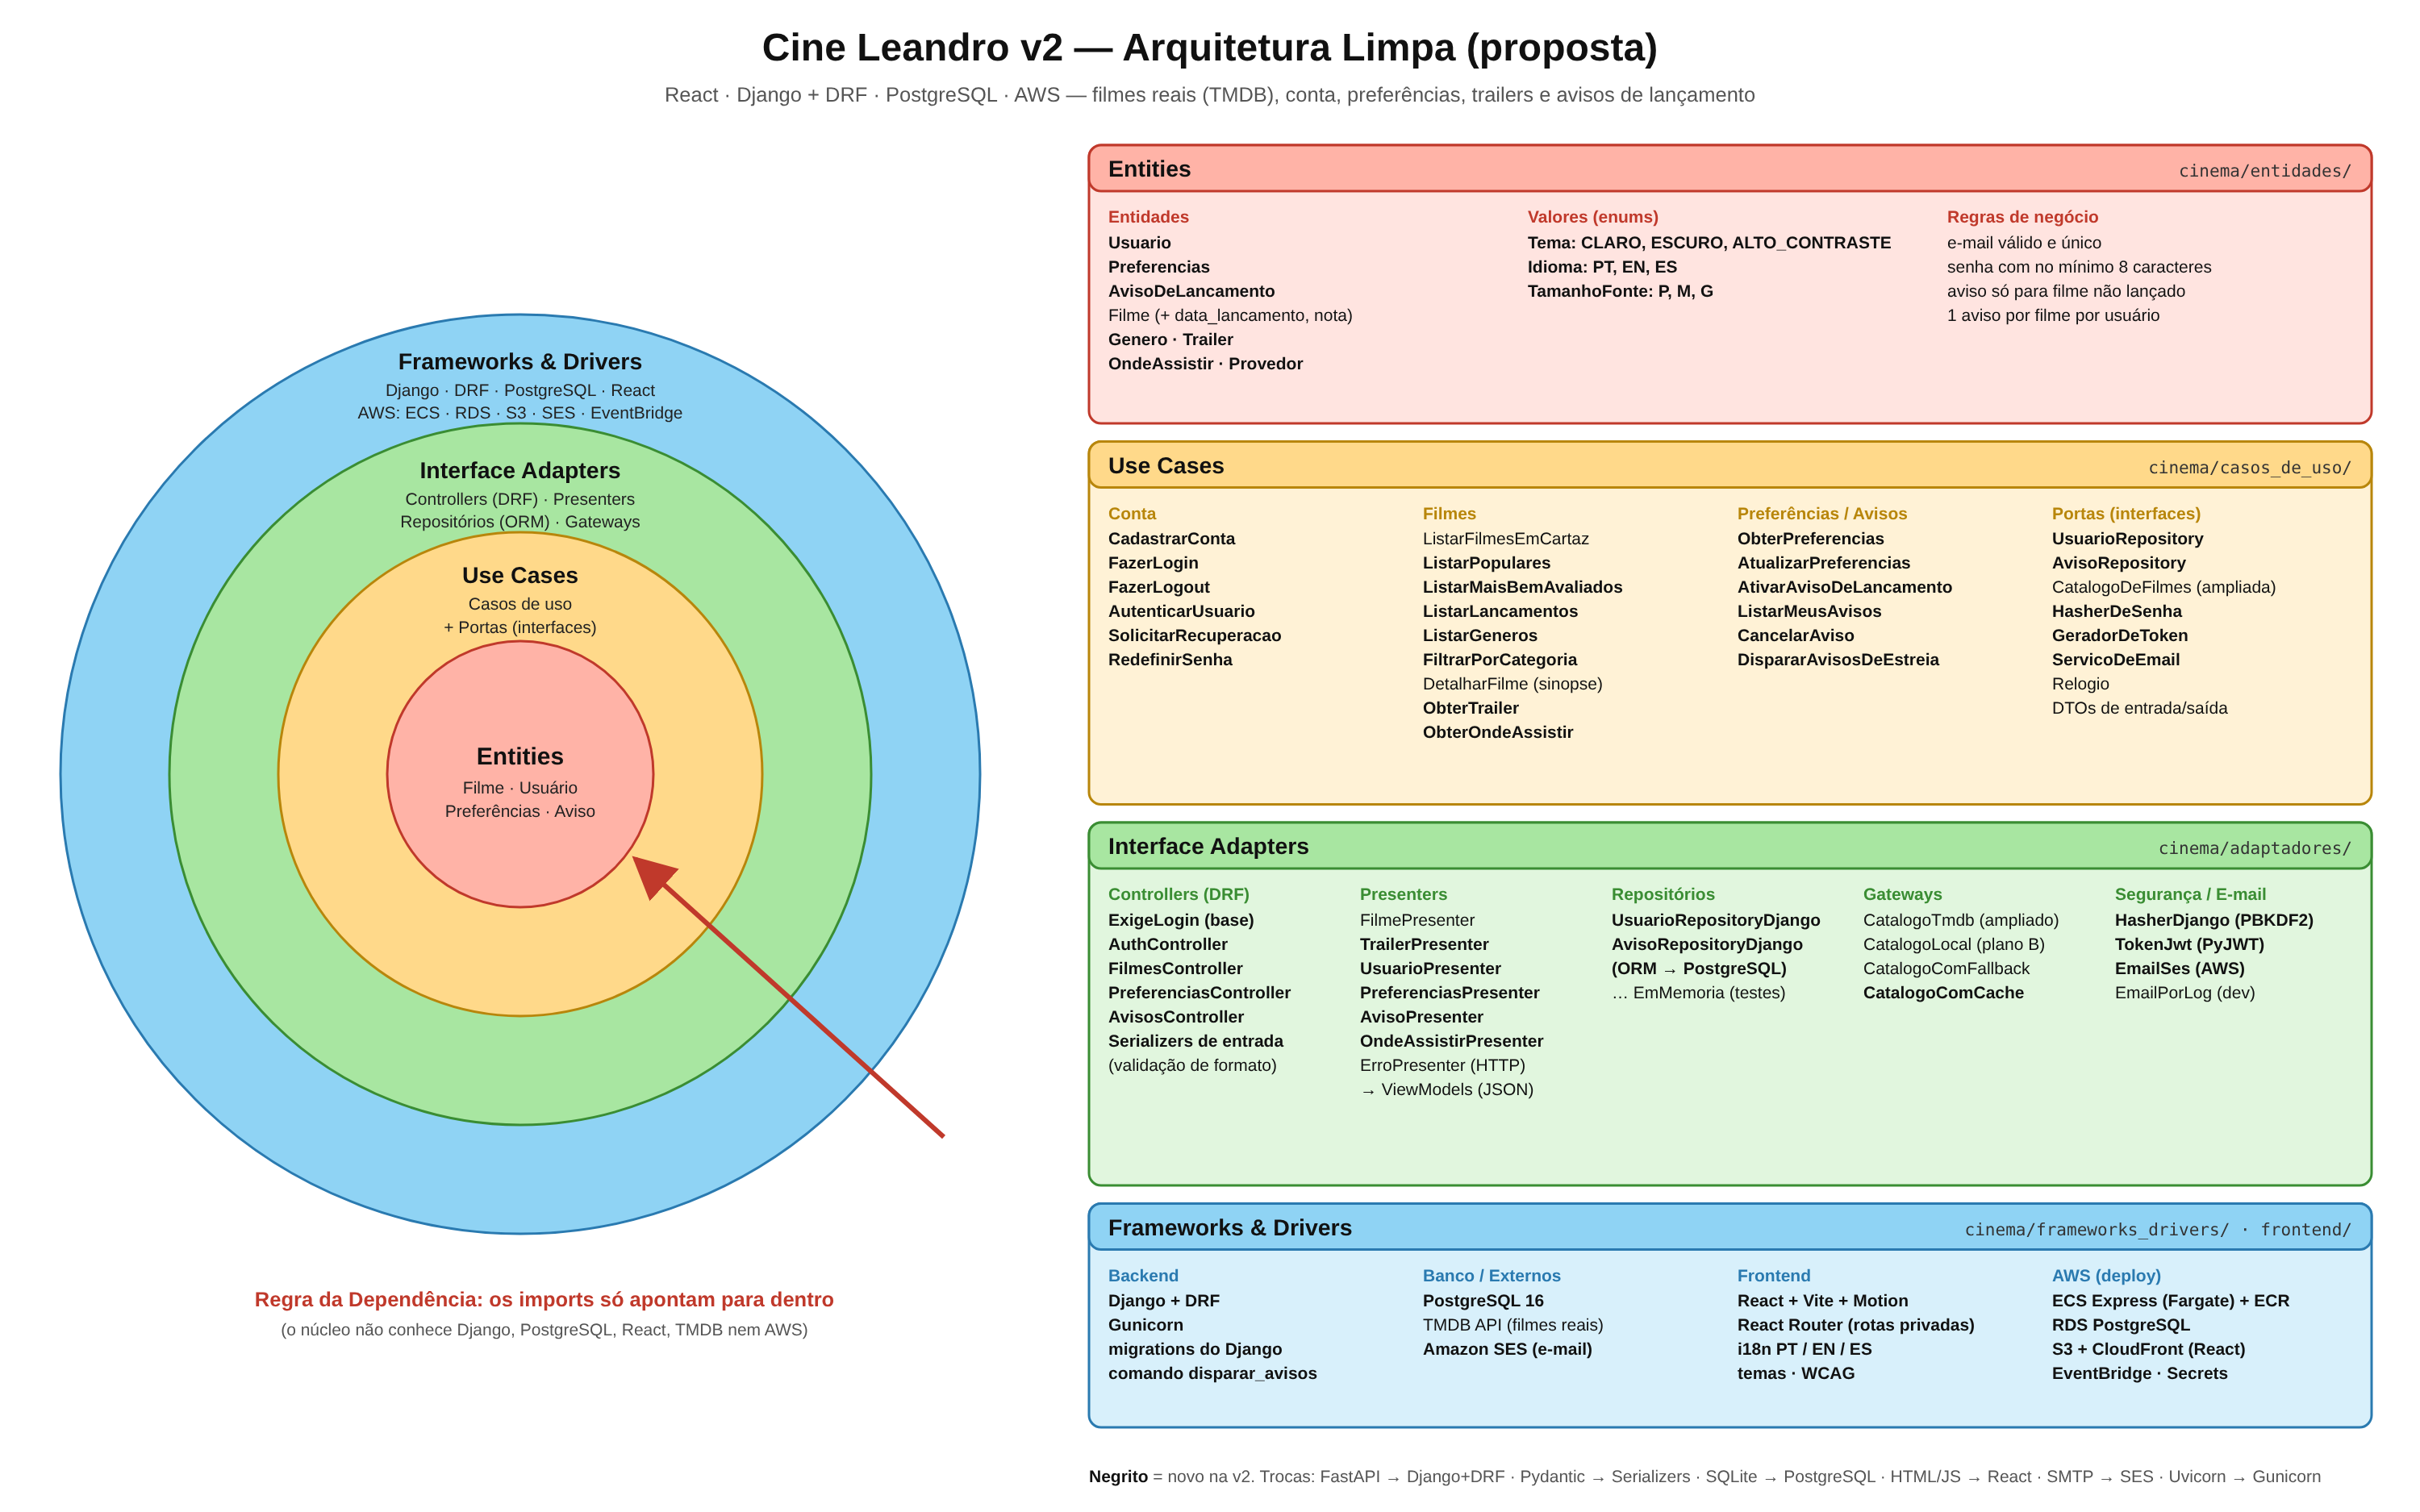 Cine Leandro v2 — Arquitetura Limpa (proposta)
React · Django + DRF · PostgreSQL · AWS — filmes reais (TMDB), conta, preferências, trailers e avisos de lançamento
Frameworks & Drivers
Django · DRF · PostgreSQL · React
AWS: ECS · RDS · S3 · SES · EventBridge
Interface Adapters
Controllers (DRF) · Presenters
Repositórios (ORM) · Gateways
Use Cases
Casos de uso
+ Portas (interfaces)
Entities
Filme · Usuário
Preferências · Aviso
Regra da Dependência: os imports só apontam para dentro
(o núcleo não conhece Django, PostgreSQL, React, TMDB nem AWS)
Entities
cinema/entidades/
Entidades
Usuario
Preferencias
AvisoDeLancamento
Filme (+ data_lancamento, nota)
Genero · Trailer
OndeAssistir · Provedor
Valores (enums)
Tema: CLARO, ESCURO, ALTO_CONTRASTE
Idioma: PT, EN, ES
TamanhoFonte: P, M, G
Regras de negócio
e-mail válido e único
senha com no mínimo 8 caracteres
aviso só para filme não lançado
1 aviso por filme por usuário
Use Cases
cinema/casos_de_uso/
Conta
CadastrarConta
FazerLogin
FazerLogout
AutenticarUsuario
SolicitarRecuperacao
RedefinirSenha
Filmes
ListarFilmesEmCartaz
ListarPopulares
ListarMaisBemAvaliados
ListarLancamentos
ListarGeneros
FiltrarPorCategoria
DetalharFilme (sinopse)
ObterTrailer
ObterOndeAssistir
Preferências / Avisos
ObterPreferencias
AtualizarPreferencias
AtivarAvisoDeLancamento
ListarMeusAvisos
CancelarAviso
DispararAvisosDeEstreia
Portas (interfaces)
UsuarioRepository
AvisoRepository
CatalogoDeFilmes (ampliada)
HasherDeSenha
GeradorDeToken
ServicoDeEmail
Relogio
DTOs de entrada/saída
Interface Adapters
cinema/adaptadores/
Controllers (DRF)
ExigeLogin (base)
AuthController
FilmesController
PreferenciasController
AvisosController
Serializers de entrada
(validação de formato)
Presenters
FilmePresenter
TrailerPresenter
UsuarioPresenter
PreferenciasPresenter
AvisoPresenter
OndeAssistirPresenter
ErroPresenter (HTTP)
→ ViewModels (JSON)
Repositórios
UsuarioRepositoryDjango
AvisoRepositoryDjango
(ORM → PostgreSQL)
… EmMemoria (testes)
Gateways
CatalogoTmdb (ampliado)
CatalogoLocal (plano B)
CatalogoComFallback
CatalogoComCache
Segurança / E-mail
HasherDjango (PBKDF2)
TokenJwt (PyJWT)
EmailSes (AWS)
EmailPorLog (dev)
Frameworks & Drivers
cinema/frameworks_drivers/ · frontend/
Backend
Django + DRF
Gunicorn
migrations do Django
comando disparar_avisos
Banco / Externos
PostgreSQL 16
TMDB API (filmes reais)
Amazon SES (e-mail)
Frontend
React + Vite + Motion
React Router (rotas privadas)
i18n PT / EN / ES
temas · WCAG
AWS (deploy)
ECS Express (Fargate) + ECR
RDS PostgreSQL
S3 + CloudFront (React)
EventBridge · Secrets
Negrito = novo na v2. Trocas: FastAPI → Django+DRF · Pydantic → Serializers · SQLite → PostgreSQL · HTML/JS → React · SMTP → SES · Uvicorn → Gunicorn